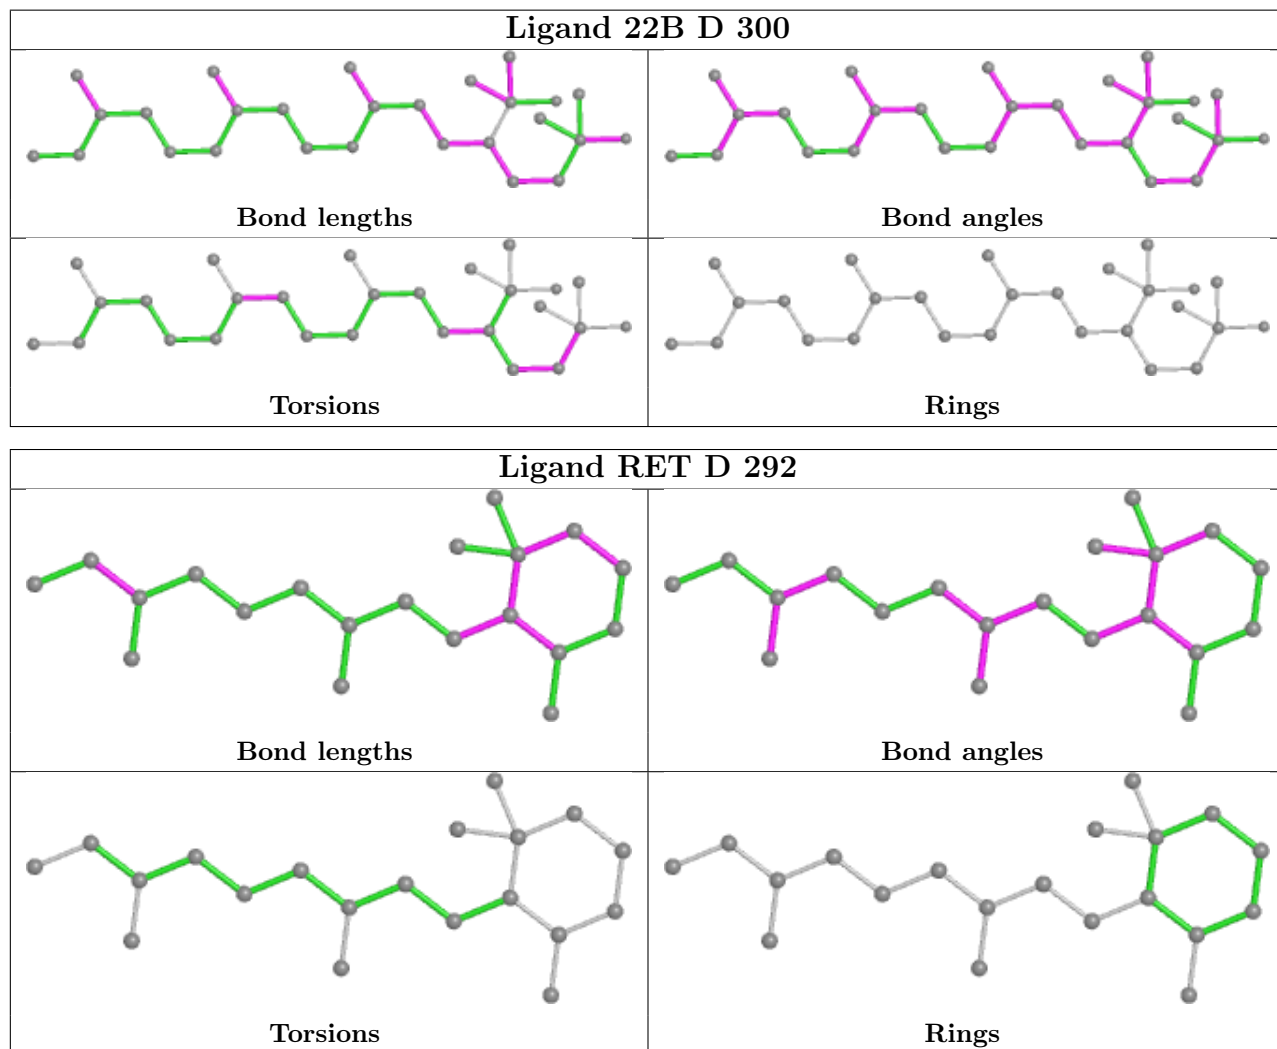 Ligand 22B D 300
Bond lengths
Bond angles
Torsions
Rings
Ligand RET D 292
Bond lengths
Bond angles
Torsions
Rings